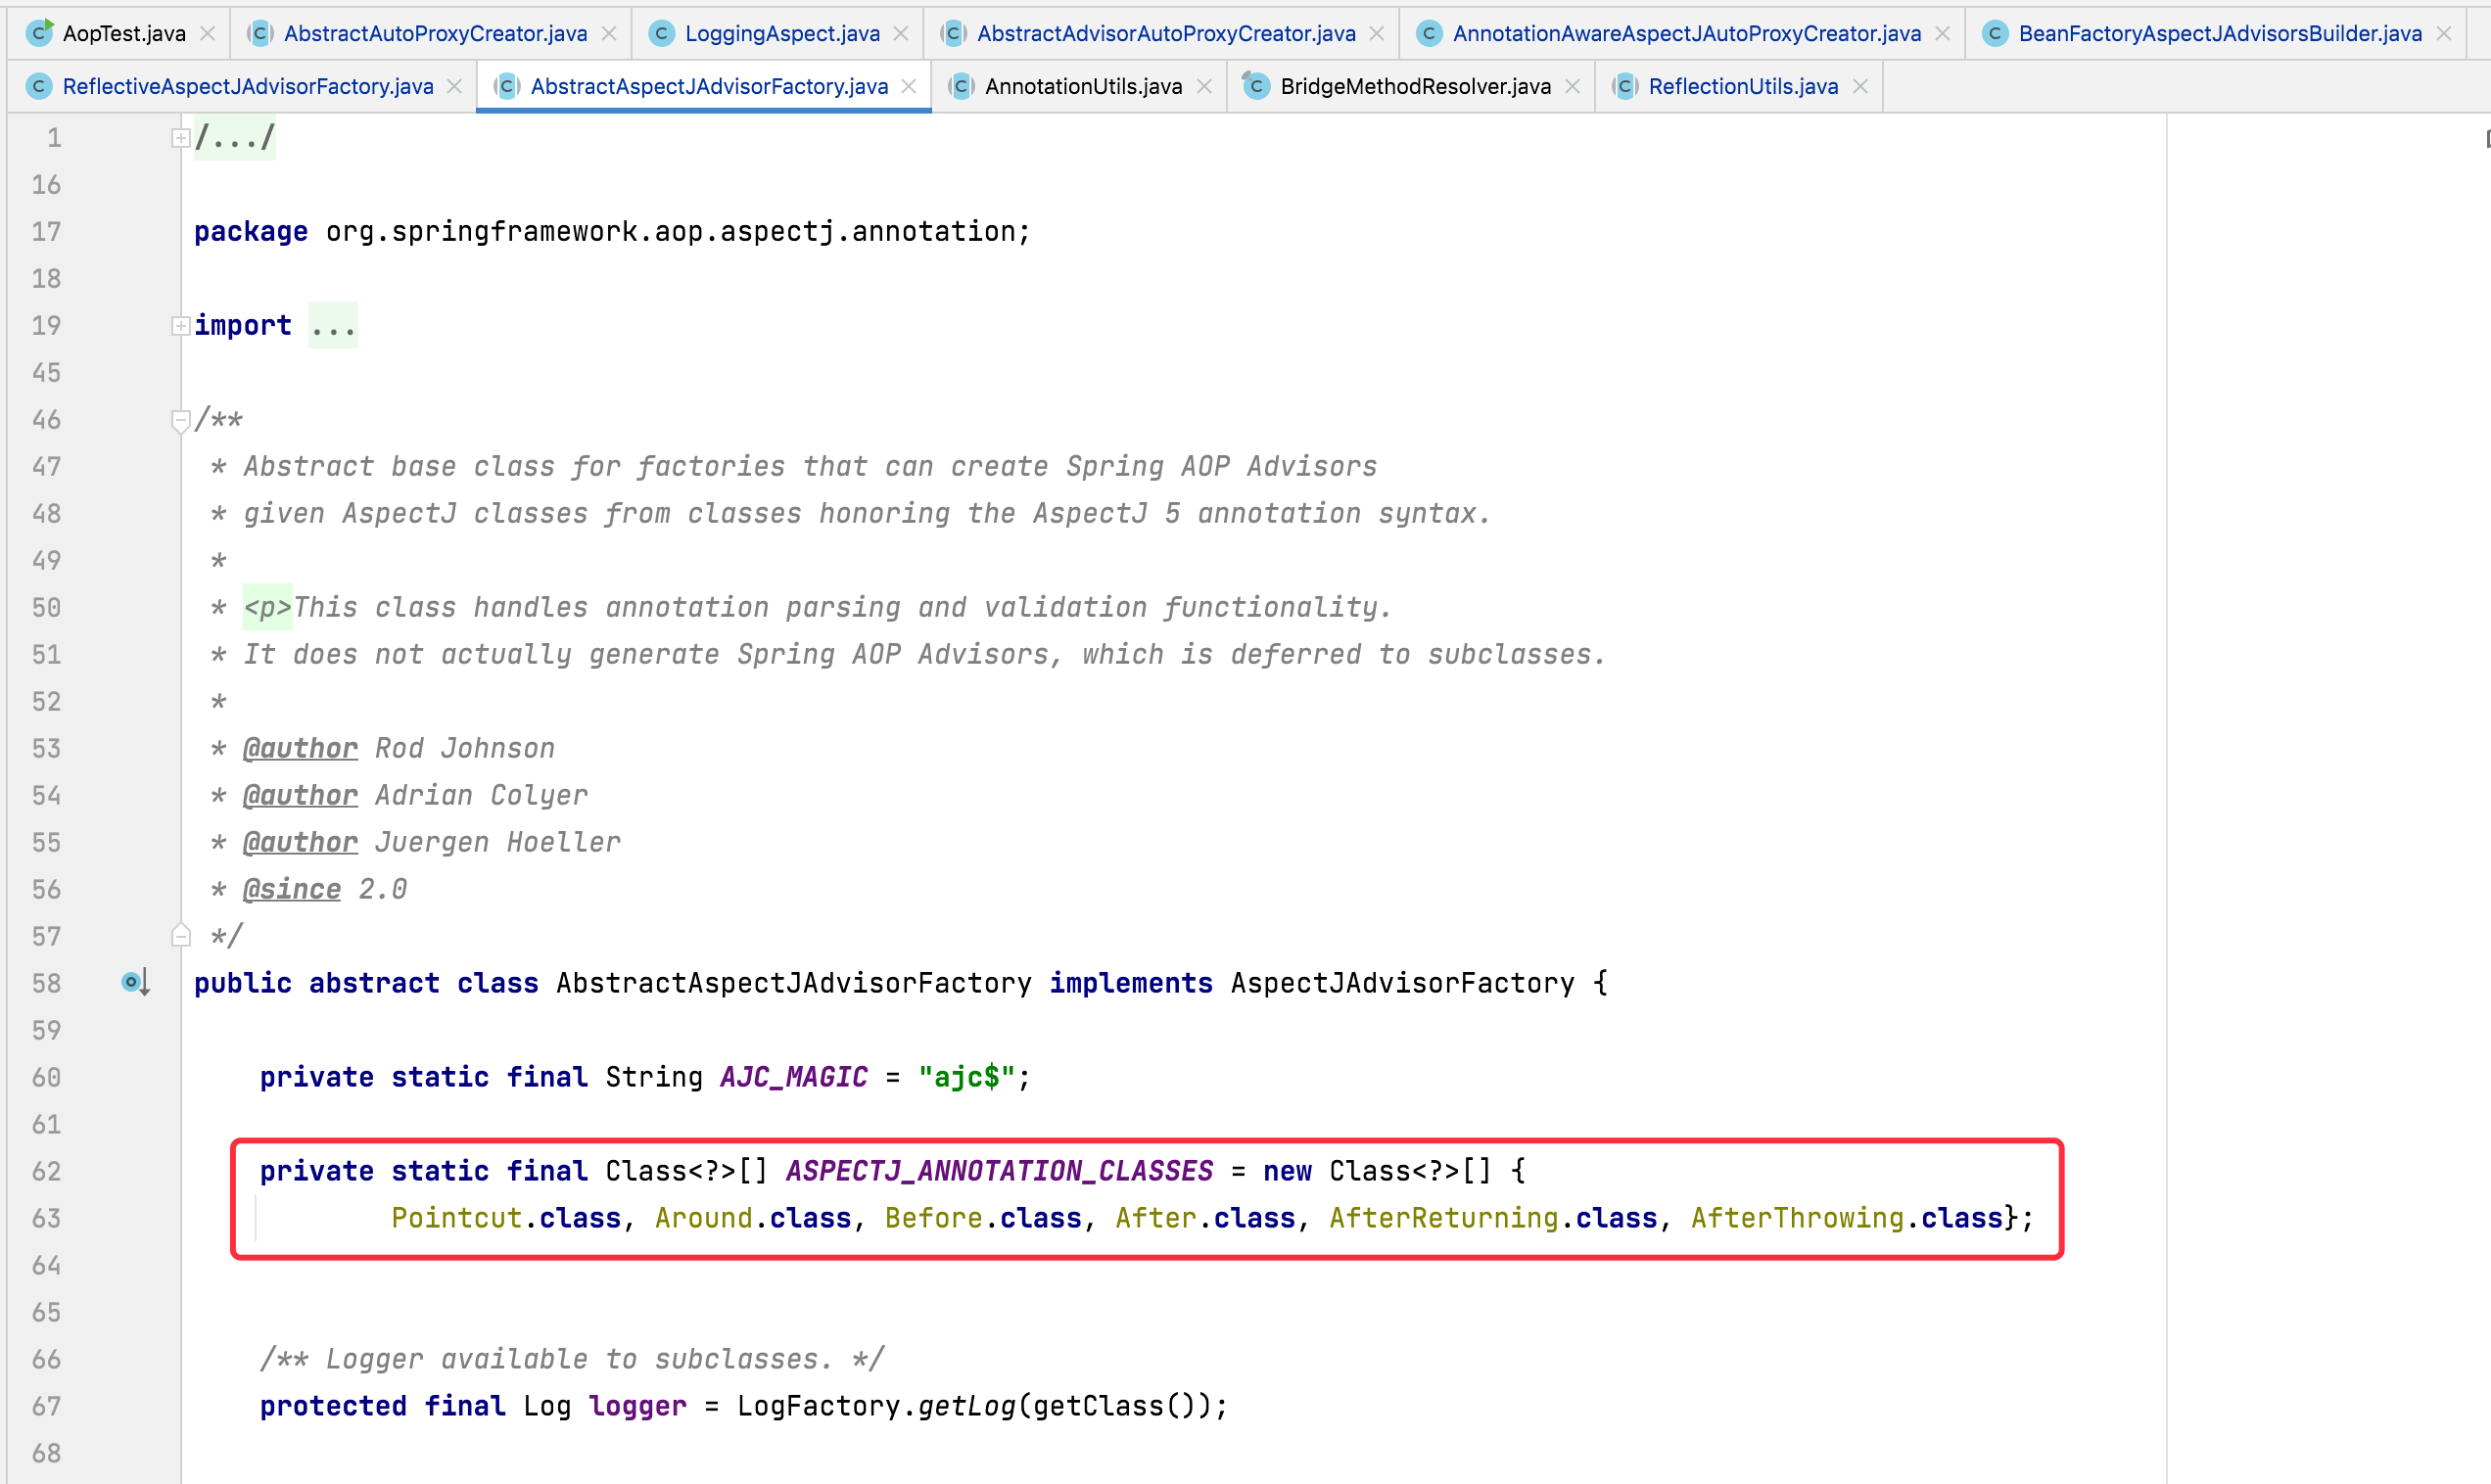 AopTest.java AbstractAutoProxyCreator.java LoggingAspect.java AbstractAdvisorAutoProxyCreator.java AnnotationAwareAspectJAutoProxyCreator.java BeanFactoryAspectJAdvisorsBuilder.java
ReflectiveAspectJAdvisorFactory.java AbstractAspectJAdvisorFactory.java AnnotationUtils.java BridgeMethodResolver.java ReflectionUtils.java
1 /.../
16
17 package org.springframework.aop.aspectj.annotation;
18
19 import ...
45
46 /**
47 * Abstract base class for factories that can create Spring AOP Advisors
48 * given AspectJ classes from classes honoring the AspectJ 5 annotation syntax.
49 *
50 * <p>This class handles annotation parsing and validation functionality.
51 * It does not actually generate Spring AOP Advisors, which is deferred to subclasses.
52 *
53 * @author Rod Johnson
54 * @author Adrian Colyer
55 * @author Juergen Hoeller
56 * @since 2.0
57 */
58 public abstract class AbstractAspectJAdvisorFactory implements AspectJAdvisorFactory {
59
60 private static final String AJC_MAGIC = "ajc$";
61
62 private static final Class<?>[] ASPECTJ_ANNOTATION_CLASSES = new Class<?>[] {
63 Pointcut.class, Around.class, Before.class, After.class, AfterReturning.class, AfterThrowing.class};
64
65
66 /** Logger available to subclasses. */
67 protected final Log logger = LogFactory.getLog(getClass());
68